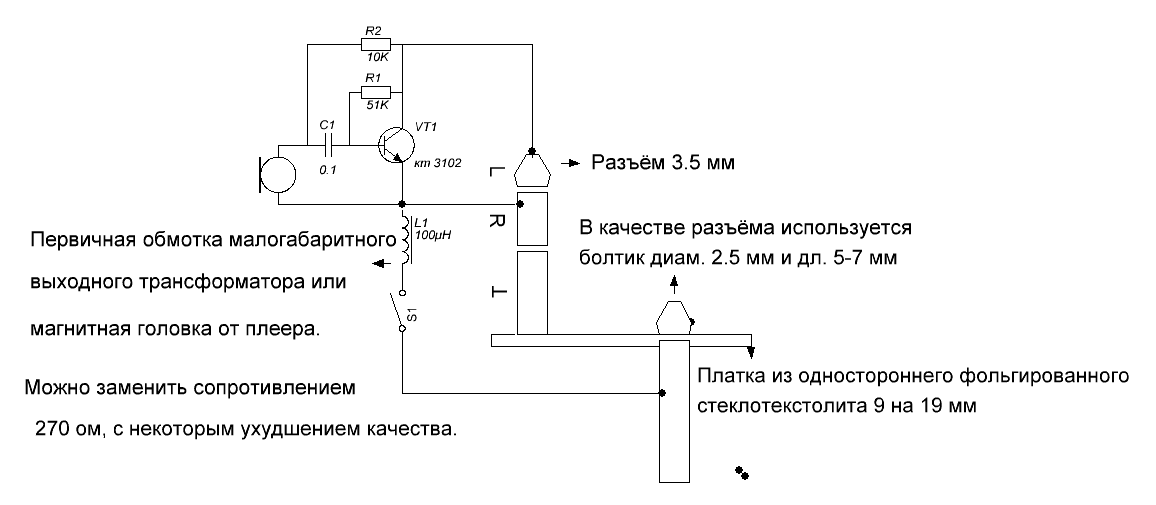 R2
10K
R1
51K
C1
0.1
VT1
кт 3102
L
Разъём 3.5 мм
R
L1
100µH
В качестве разъёма используется
болтик диам. 2.5 мм и дл. 5-7 мм
Первичная обмотка малогабаритного
выходного трансформатора или
магнитная головка от плеера.
T
S1
Можно заменить сопротивлением
270 ом, с некоторым ухудшением качества.
Платка из одностороннего фольгированного
стеклотекстолита 9 на 19 мм